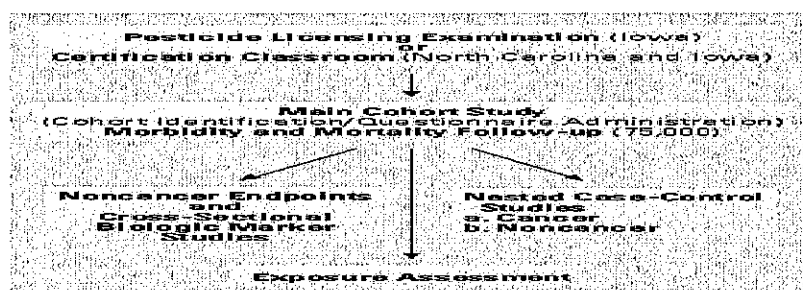 Pesticide Licensing Examination (Iowa)
or
Certification Classroom (North Carolina and Iowa)
Main Cohort Study
(Cohort Identification/Questionnaire Administration)
Morbidity and Mortality Follow-up (75,000)
Noncancer Endpoints
and
Cross-Sectional
Biologic Marker
Studies
Nested Case-Control
Studies
a. Cancer
b. Noncancer
Exposure Assessment